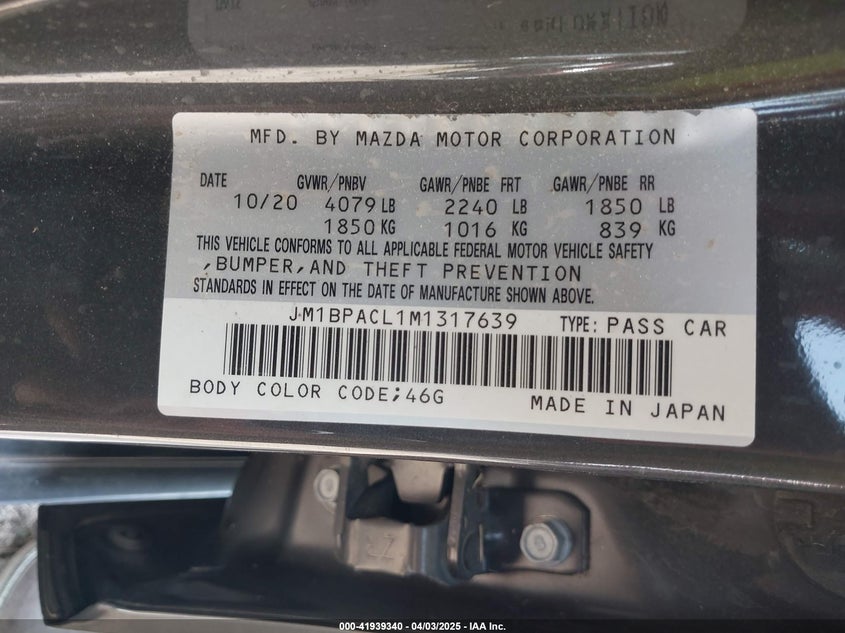 MFD. BY MAZDA MOTOR CORPORATION
DATE GVWR/PNBV GAWR/PNBE FRT GAWR/PNBE RR
10/20 4079 LB 2240 LB 1850 LB
1850 KG 1016 KG 839 KG
THIS VEHICLE CONFORMS TO ALL APPLICABLE FEDERAL MOTOR VEHICLE SAFETY
,BUMPER,AND THEFT PREVENTION
STANDARDS IN EFFECT ON THE DATE OF MANUFACTURE SHOWN ABOVE.
JM1BPACL1M1317639 TYPE: PASS CAR
BODY COLOR CODE;46G
MADE IN JAPAN
000-41939340 - 04/03/2025 - IAA Inc.